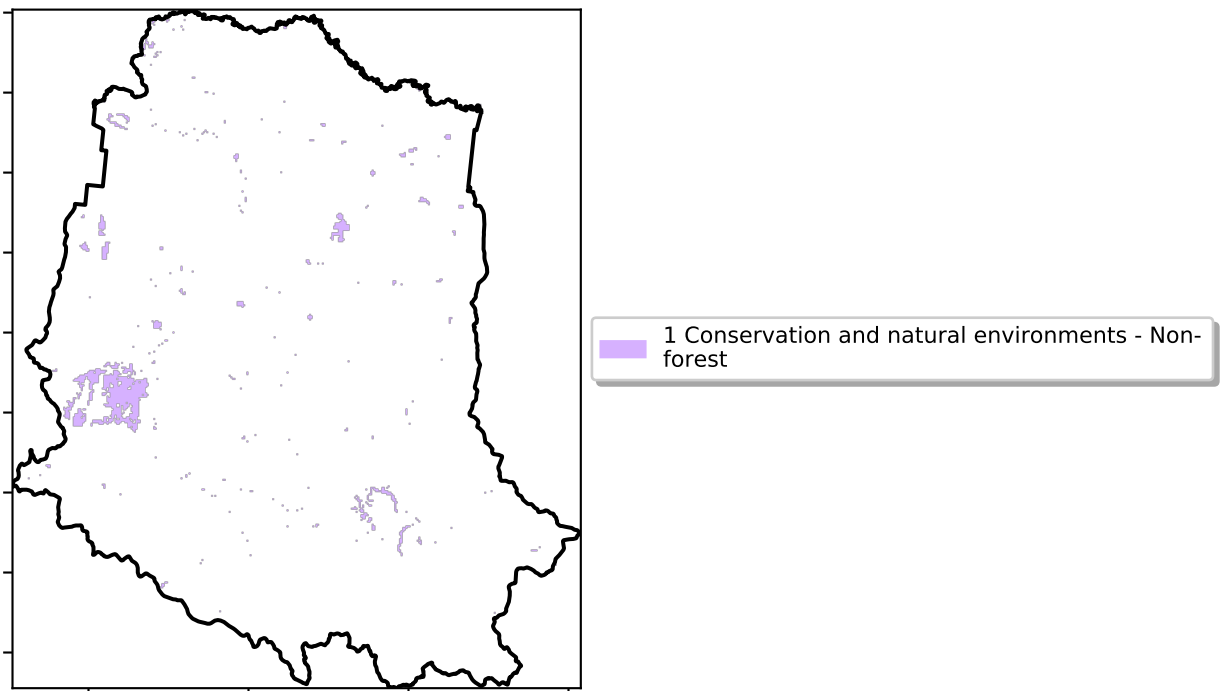 1 Conservation and natural environments - Non-
forest